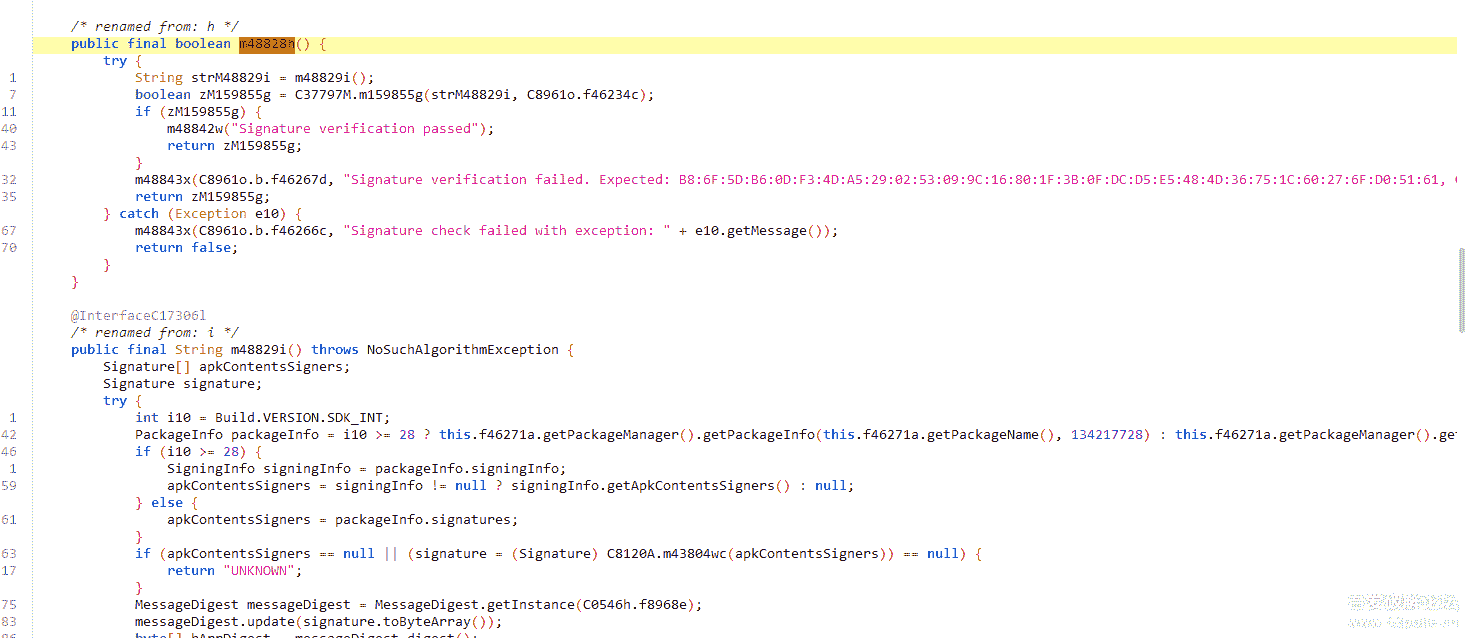 /* renamed from: h */
public final boolean m48828h() {
try {
1 String strM48829i = m48829i();
7 boolean zM159855g = C37797M.m159855g(strM48829i, C8961o.f46234c);
11 if (zM159855g) {
40 m48842w("Signature verification passed");
43 return zM159855g;
}
32 m48843x(C8961o.b.f46267d, "Signature verification failed. Expected: B8:6F:5D:B6:0D:F3:4D:A5:29:02:53:09:9C:16:80:1F:3B:0F:DC:D5:E5:48:4D:36:75:1C:60:27:6F:D0:51:61,
35 return zM159855g;
} catch (Exception e10) {
67 m48843x(C8961o.b.f46266c, "Signature check failed with exception: " + e10.getMessage());
70 return false;
}
}
@InterfaceC17306l
/* renamed from: i */
public final String m48829i() throws NoSuchAlgorithmException {
Signature[] apkContentsSigners;
Signature signature;
try {
1 int i10 = Build.VERSION.SDK_INT;
42 PackageInfo packageInfo = i10 >= 28 ? this.f46271a.getPackageManager().getPackageInfo(this.f46271a.getPackageName(), 134217728) : this.f46271a.getPackageManager().ge
46 if (i10 >= 28) {
1 SigningInfo signingInfo = packageInfo.signingInfo;
59 apkContentsSigners = signingInfo != null ? signingInfo.getApkContentsSigners() : null;
} else {
61 apkContentsSigners = packageInfo.signatures;
}
63 if (apkContentsSigners == null || (signature = (Signature) C8120A.m43804wc(apkContentsSigners)) == null) {
17 return "UNKNOWN";
}
75 MessageDigest messageDigest = MessageDigest.getInstance(C0546h.f8968e);
83 messageDigest.update(signature.toByteArray());